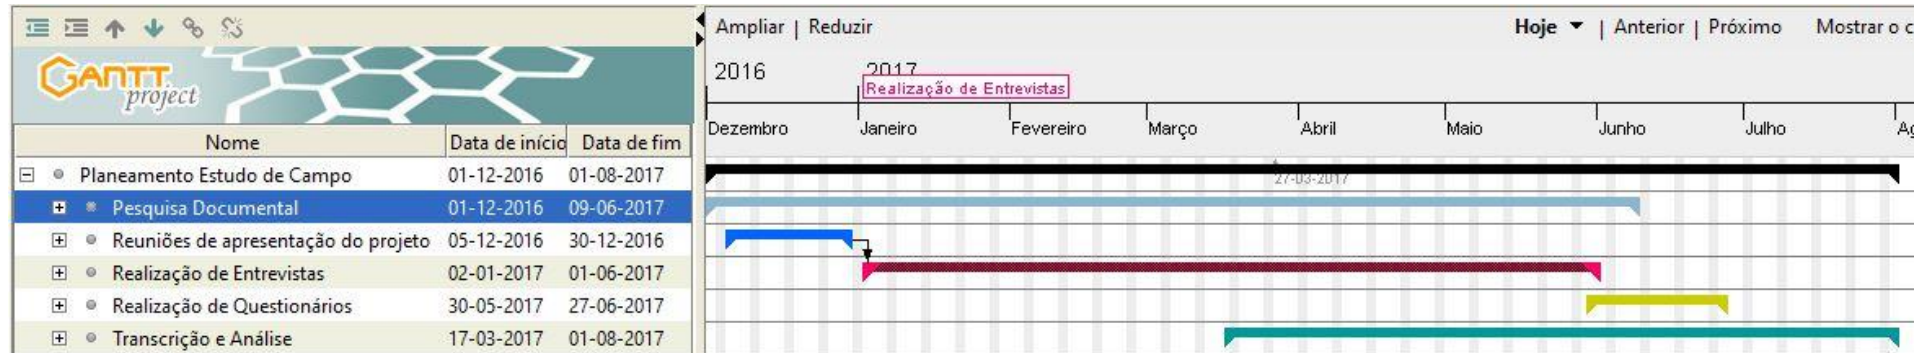 Ampliar | Reduzir
Hoje ▼ | Anterior | Próximo Mostrar o c
GANTT
project
2016 2017
Realização de Entrevistas
Dezembro Janeiro Fevereiro Março Abril Maio Junho Julho Ag
Nome Data de início Data de fim
Planeamento Estudo de Campo 01-12-2016 01-08-2017
27-03-2017
Pesquisa Documental 01-12-2016 09-06-2017
Reuniões de apresentação do projeto 05-12-2016 30-12-2016
Realização de Entrevistas 02-01-2017 01-06-2017
Realização de Questionários 30-05-2017 27-06-2017
Transcrição e Análise 17-03-2017 01-08-2017